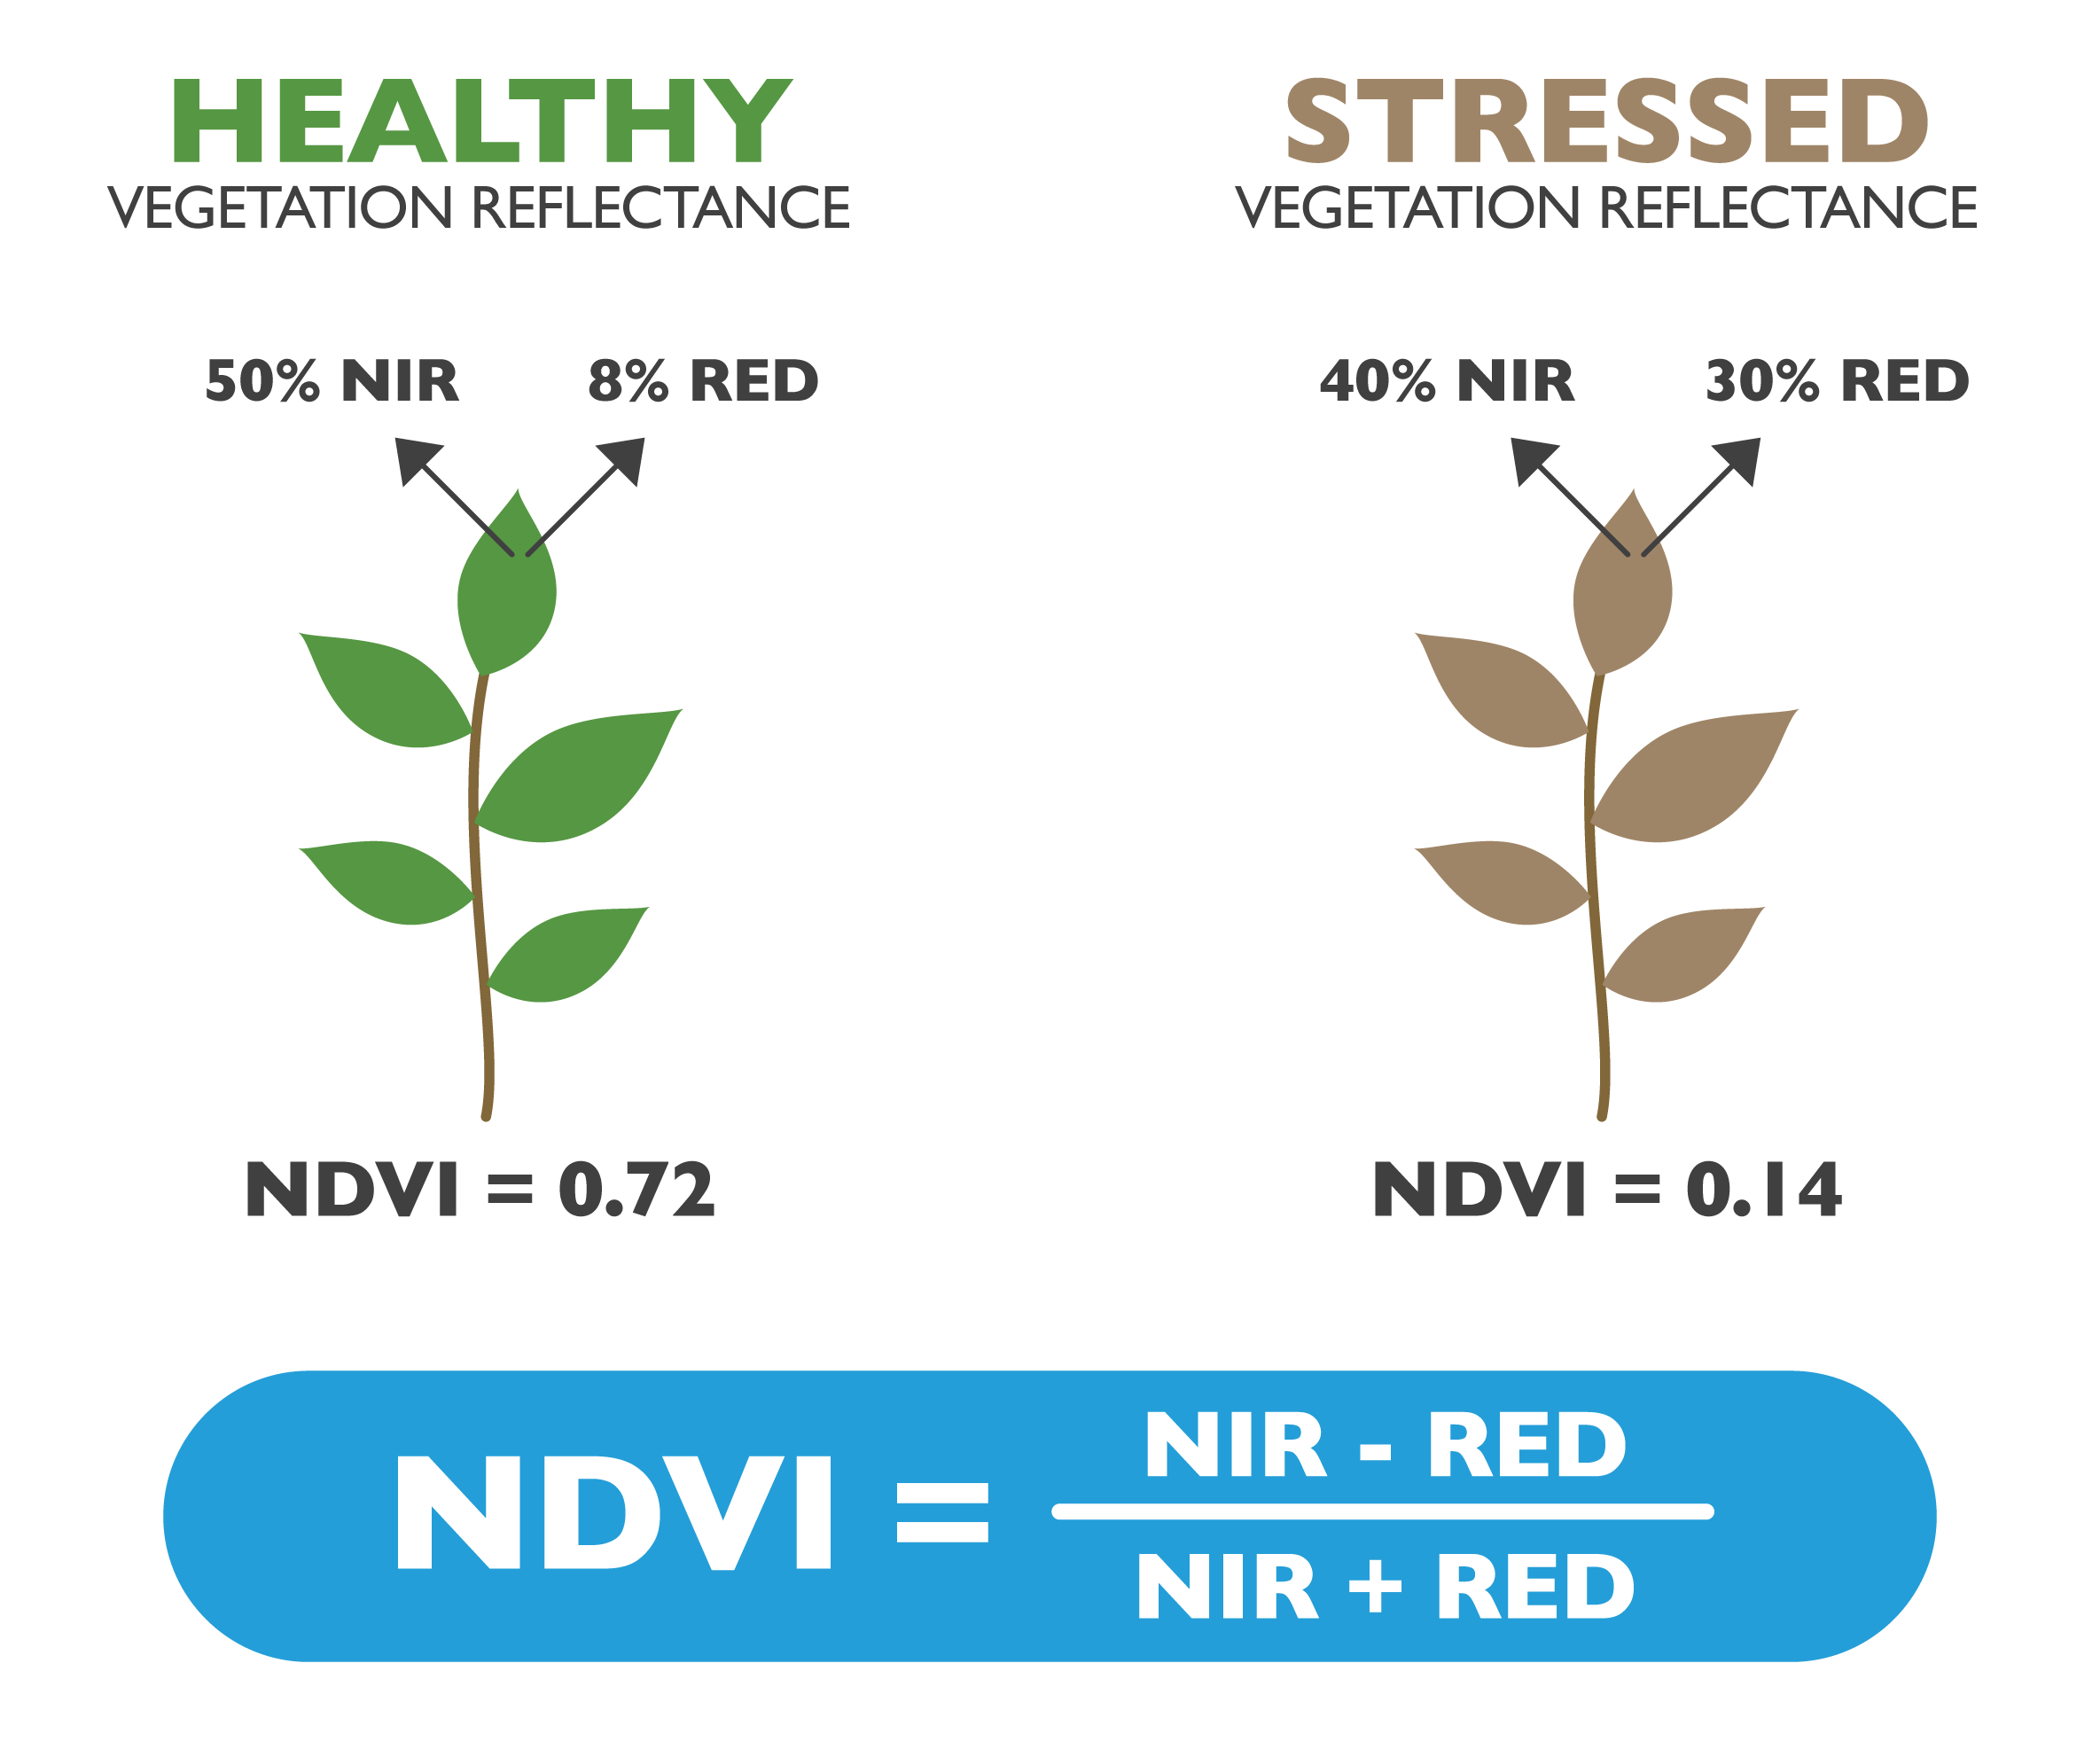 HEALTHY
VEGETATION REFLECTANCE
50% NIR 8% RED
NDVI = 0.72
STRESSED
VEGETATION REFLECTANCE
40% NIR 30% RED
NDVI = 0.14
NDVI =
NIR - RED
NIR + RED